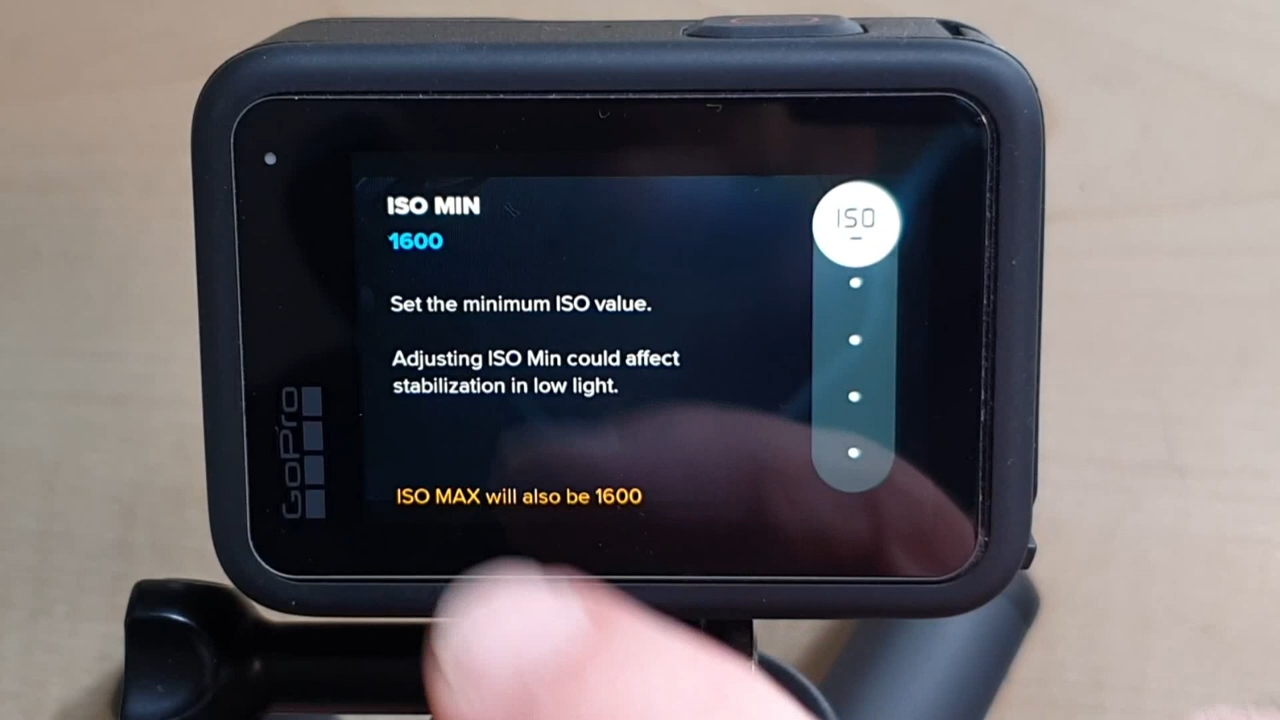 ISO MIN
1600
ISO
Set the minimum ISO value.
Adjusting ISO Min could affect
stabilization in low light.
ISO MAX will also be 1600
GoPro